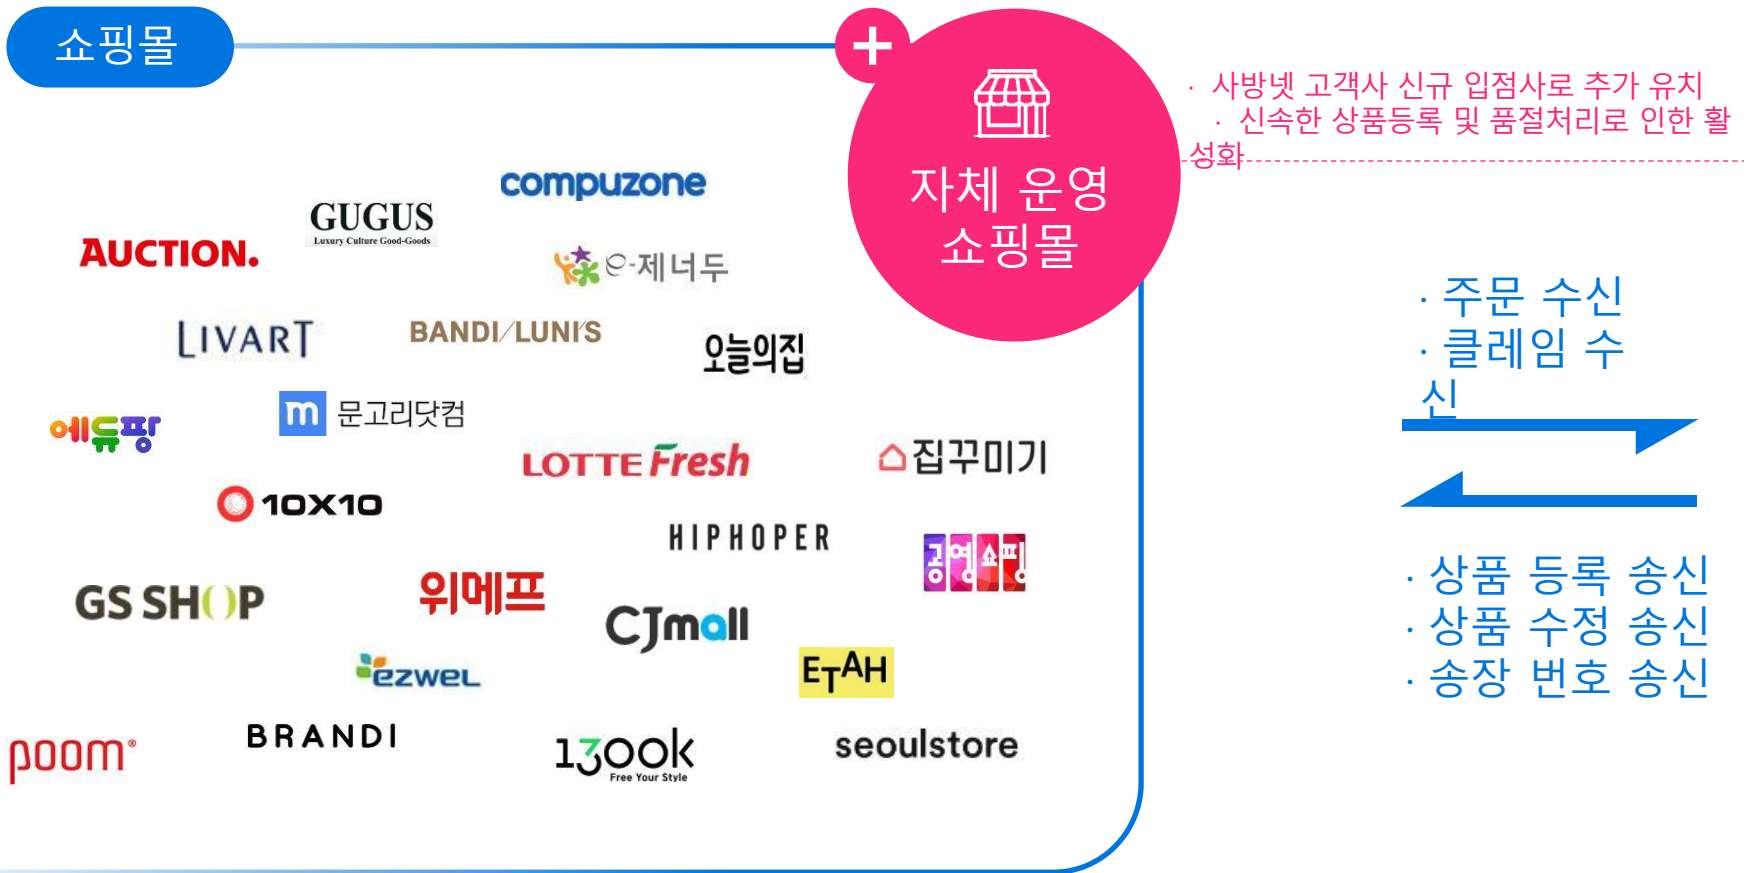 쇼핑몰
+
자체 운영
쇼핑몰
· 사방넷 고객사 신규 입점사로 추가 유치
· 신속한 상품등록 및 품절처리로 인한 활
성화
compuzone
GUGUS
Luxury Culture Good-Goods
AUCTION.
e-제너두
LIVART
BANDI/LUNI'S
오늘의집
에듀팡
m 문고리닷컴
LOTTE Fresh
집꾸미기
10X10
HIPHOPER
공영쇼핑
GS SHOP
위메프
CJmall
ezwel
ETAH
BRANDI
poom®
1300k
Free Your Style
seoulstore
· 주문 수신
· 클레임 수
신
· 상품 등록 송신
· 상품 수정 송신
· 송장 번호 송신